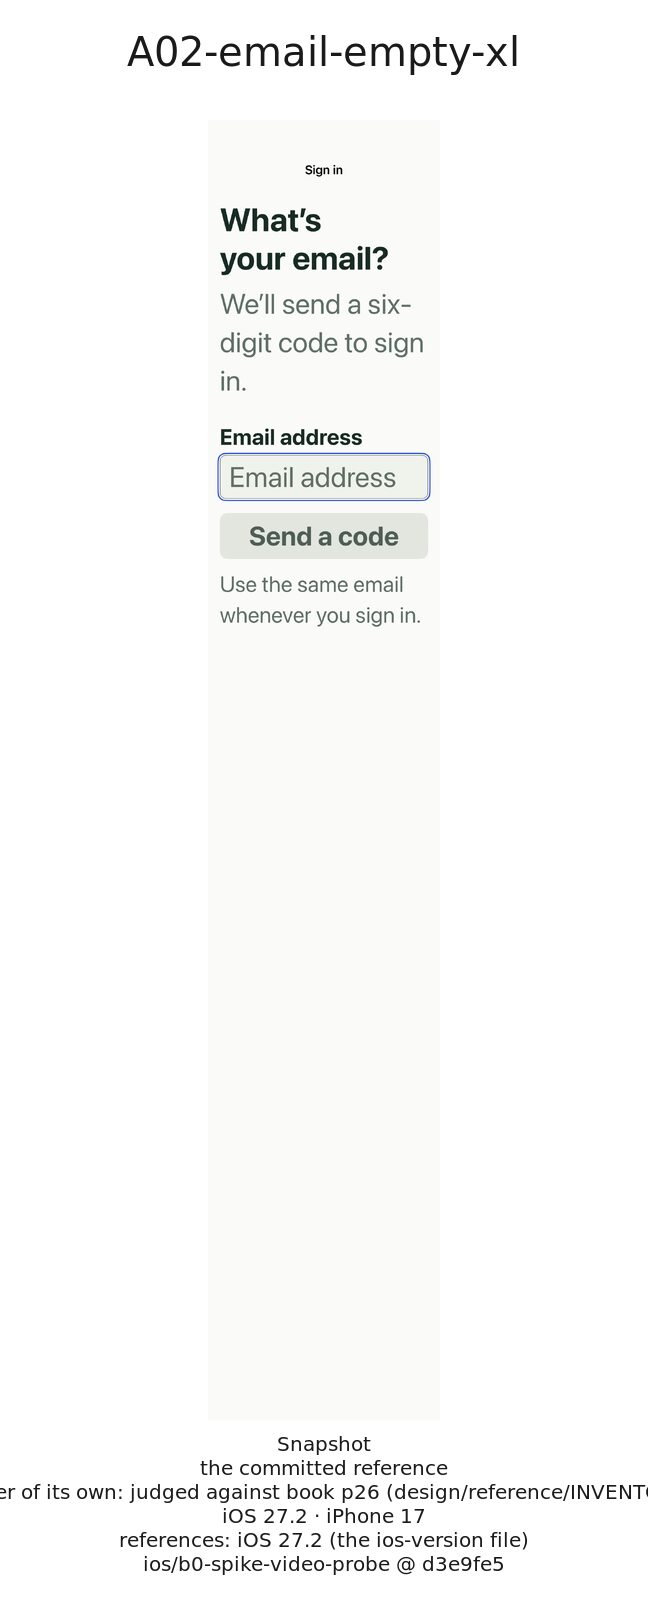 A02-email-empty-xl
Sign in
What’s
your email?
We’ll send a six-
digit code to sign
in.
Email address
Email address
Send a code
Use the same email
whenever you sign in.
Snapshot
the committed reference
of its own: judged against book p26 (design/reference/
iOS 27.2 · iPhone 17
references: iOS 27.2 (the ios-version file)
ios/b0-spike-video-probe @ d3e9fe5